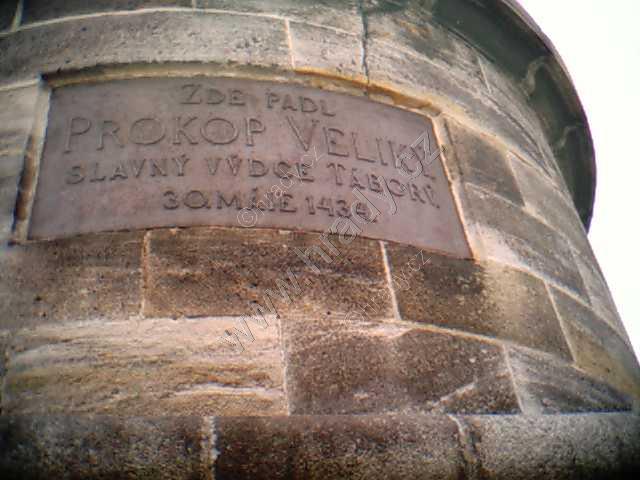 ZDE PADL
PROKOP VELIKÝ,
SLAVNÝ VŮDCE TÁBORŮ,
30. MÁJE 1434.
www.hrady.cz